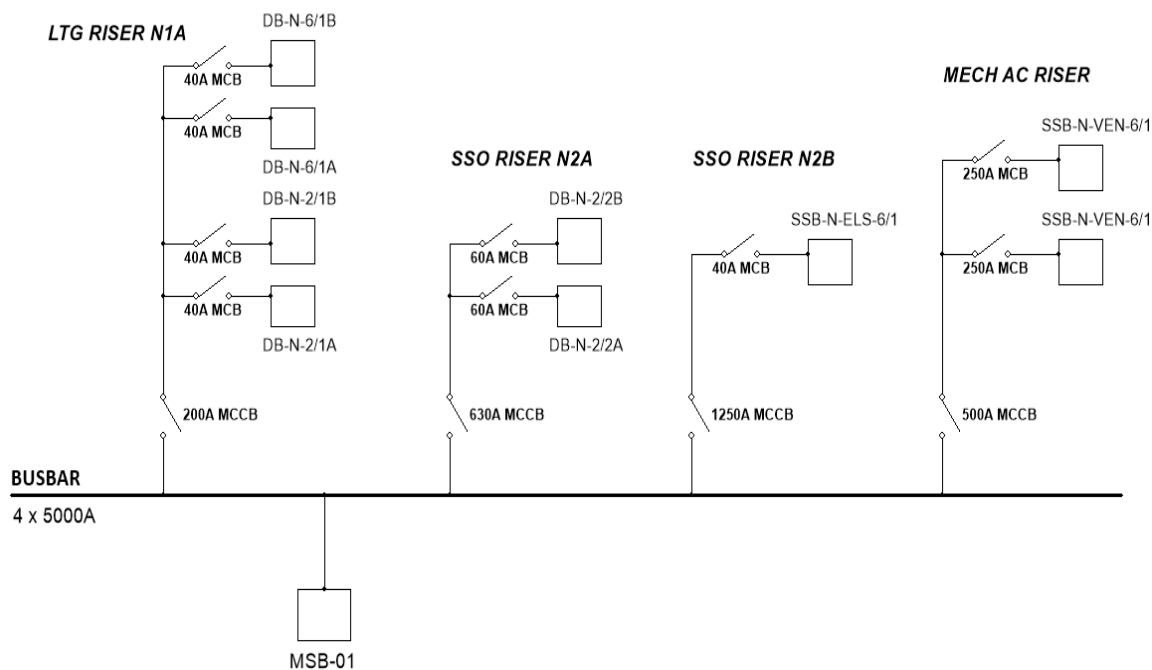 LTG RISER N1A
DB-N-6/1B
40A MCB
40A MCB
DB-N-6/1A
DB-N-2/1B
40A MCB
40A MCB
DB-N-2/1A
200A MCCB
SSO RISER N2A
DB-N-2/2B
60A MCB
60A MCB
DB-N-2/2A
630A MCCB
SSO RISER N2B
SSB-N-ELS-6/1
40A MCB
1250A MCCB
MECH AC RISER
SSB-N-VEN-6/1
250A MCB
SSB-N-VEN-6/1
250A MCB
500A MCCB
BUSBAR
4 x 5000A
MSB-01